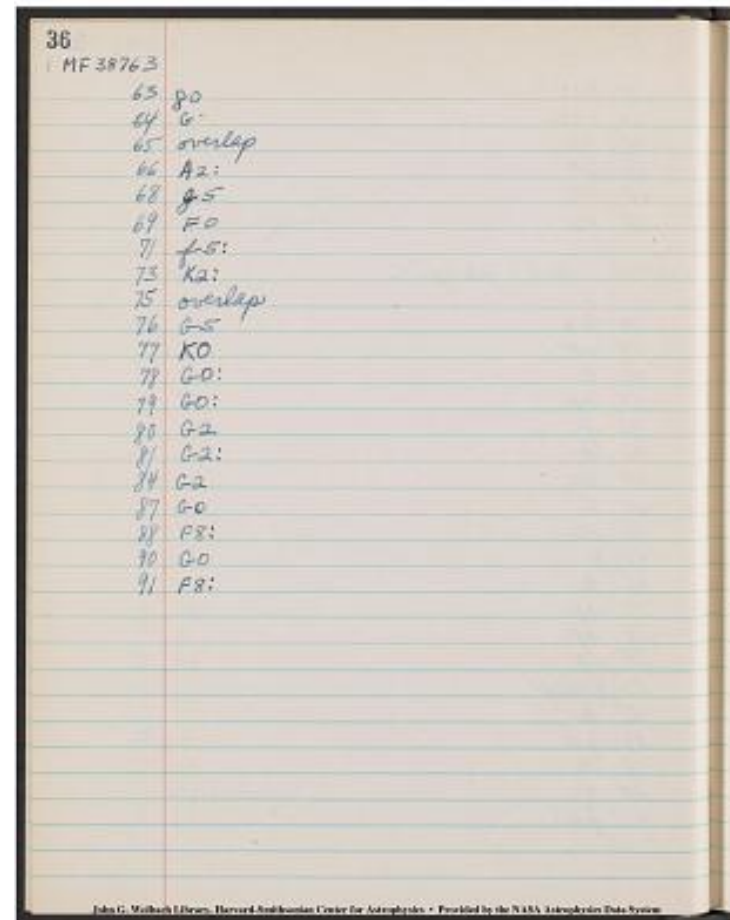 36
MF 38763
63 g0
64 G:
65 overlap
66 A2:
68 g5
69 F0
71 f5:
73 K2:
75 overlap
76 G5
77 K0
78 G0:
79 G0:
80 G2
81 G2:
84 G2
87 G0
88 F8:
90 G0
91 F8:
John G. Wolbach Library, Harvard-Smithsonian Center for Astrophysics • Provided by the NASA Astrophysics Data System